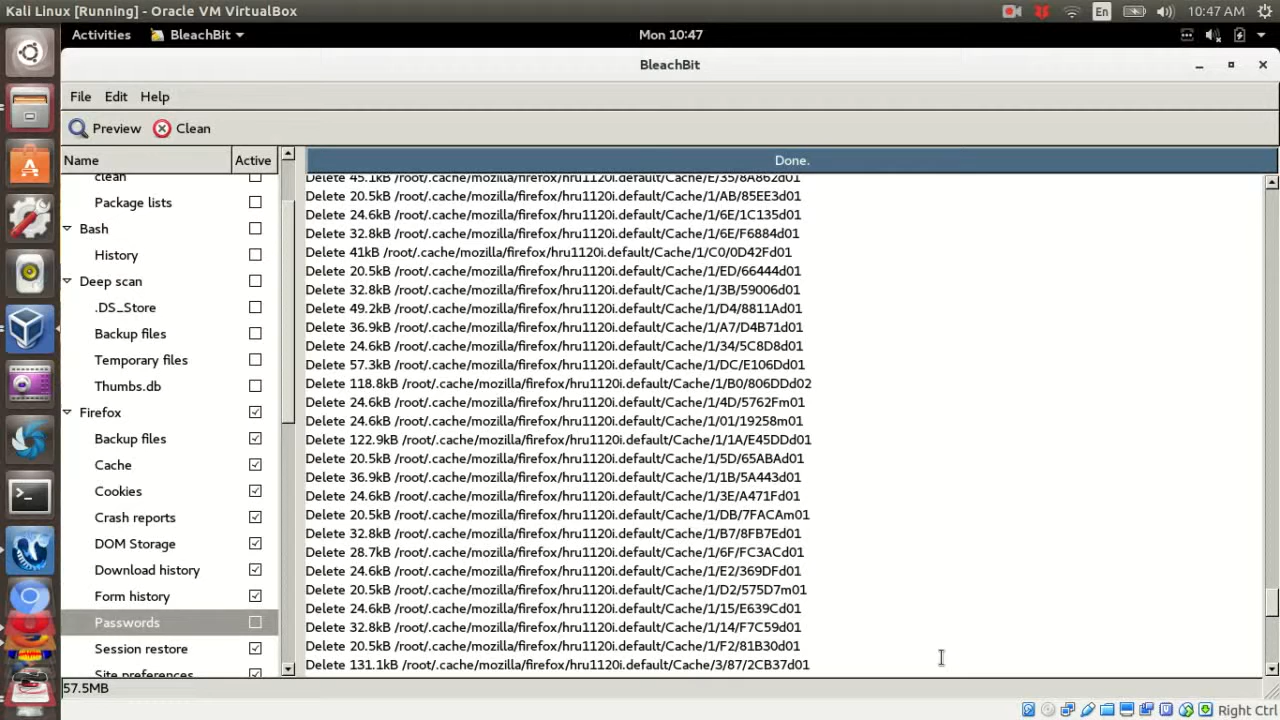 Kali Linux [Running] - Oracle VM VirtualBox
En
10:47 AM
Activities
BleachBit
Mon 10:47
BleachBit
File Edit Help
Preview Clean
Name Active
Done.
clean
Package lists
Bash
History
Deep scan
.DS_Store
Backup files
Temporary files
Thumbs.db
Firefox
Backup files
Cache
Cookies
Crash reports
DOM Storage
Download history
Form history
Passwords
Session restore
Site preferences
Delete 45.1kB /root/.cache/mozilla/firefox/hru1120i.default/Cache/E/35/8A862d01
Delete 20.5kB /root/.cache/mozilla/firefox/hru1120i.default/Cache/1/AB/85EE3d01
Delete 24.6kB /root/.cache/mozilla/firefox/hru1120i.default/Cache/1/6E/1C135d01
Delete 32.8kB /root/.cache/mozilla/firefox/hru1120i.default/Cache/1/6E/F6884d01
Delete 41kB /root/.cache/mozilla/firefox/hru1120i.default/Cache/1/C0/0D42Fd01
Delete 20.5kB /root/.cache/mozilla/firefox/hru1120i.default/Cache/1/ED/66444d01
Delete 32.8kB /root/.cache/mozilla/firefox/hru1120i.default/Cache/1/3B/59006d01
Delete 49.2kB /root/.cache/mozilla/firefox/hru1120i.default/Cache/1/D4/8811Ad01
Delete 36.9kB /root/.cache/mozilla/firefox/hru1120i.default/Cache/1/A7/D4B71d01
Delete 24.6kB /root/.cache/mozilla/firefox/hru1120i.default/Cache/1/34/5C8D8d01
Delete 57.3kB /root/.cache/mozilla/firefox/hru1120i.default/Cache/1/DC/E106Dd01
Delete 118.8kB /root/.cache/mozilla/firefox/hru1120i.default/Cache/1/B0/806DDd02
Delete 24.6kB /root/.cache/mozilla/firefox/hru1120i.default/Cache/1/4D/5762Fm01
Delete 24.6kB /root/.cache/mozilla/firefox/hru1120i.default/Cache/1/01/19258m01
Delete 122.9kB /root/.cache/mozilla/firefox/hru1120i.default/Cache/1/1A/E45DDd01
Delete 20.5kB /root/.cache/mozilla/firefox/hru1120i.default/Cache/1/5D/65ABAd01
Delete 36.9kB /root/.cache/mozilla/firefox/hru1120i.default/Cache/1/1B/5A443d01
Delete 24.6kB /root/.cache/mozilla/firefox/hru1120i.default/Cache/1/3E/A471Fd01
Delete 20.5kB /root/.cache/mozilla/firefox/hru1120i.default/Cache/1/DB/7FACAm01
Delete 32.8kB /root/.cache/mozilla/firefox/hru1120i.default/Cache/1/B7/8FB7Ed01
Delete 28.7kB /root/.cache/mozilla/firefox/hru1120i.default/Cache/1/6F/FC3ACd01
Delete 24.6kB /root/.cache/mozilla/firefox/hru1120i.default/Cache/1/E2/369DFd01
Delete 20.5kB /root/.cache/mozilla/firefox/hru1120i.default/Cache/1/D2/575D7m01
Delete 24.6kB /root/.cache/mozilla/firefox/hru1120i.default/Cache/1/15/E639Cd01
Delete 32.8kB /root/.cache/mozilla/firefox/hru1120i.default/Cache/1/14/F7C59d01
Delete 20.5kB /root/.cache/mozilla/firefox/hru1120i.default/Cache/1/F2/81B30d01
Delete 131.1kB /root/.cache/mozilla/firefox/hru1120i.default/Cache/3/87/2CB37d01
57.5MB
Right Ctrl